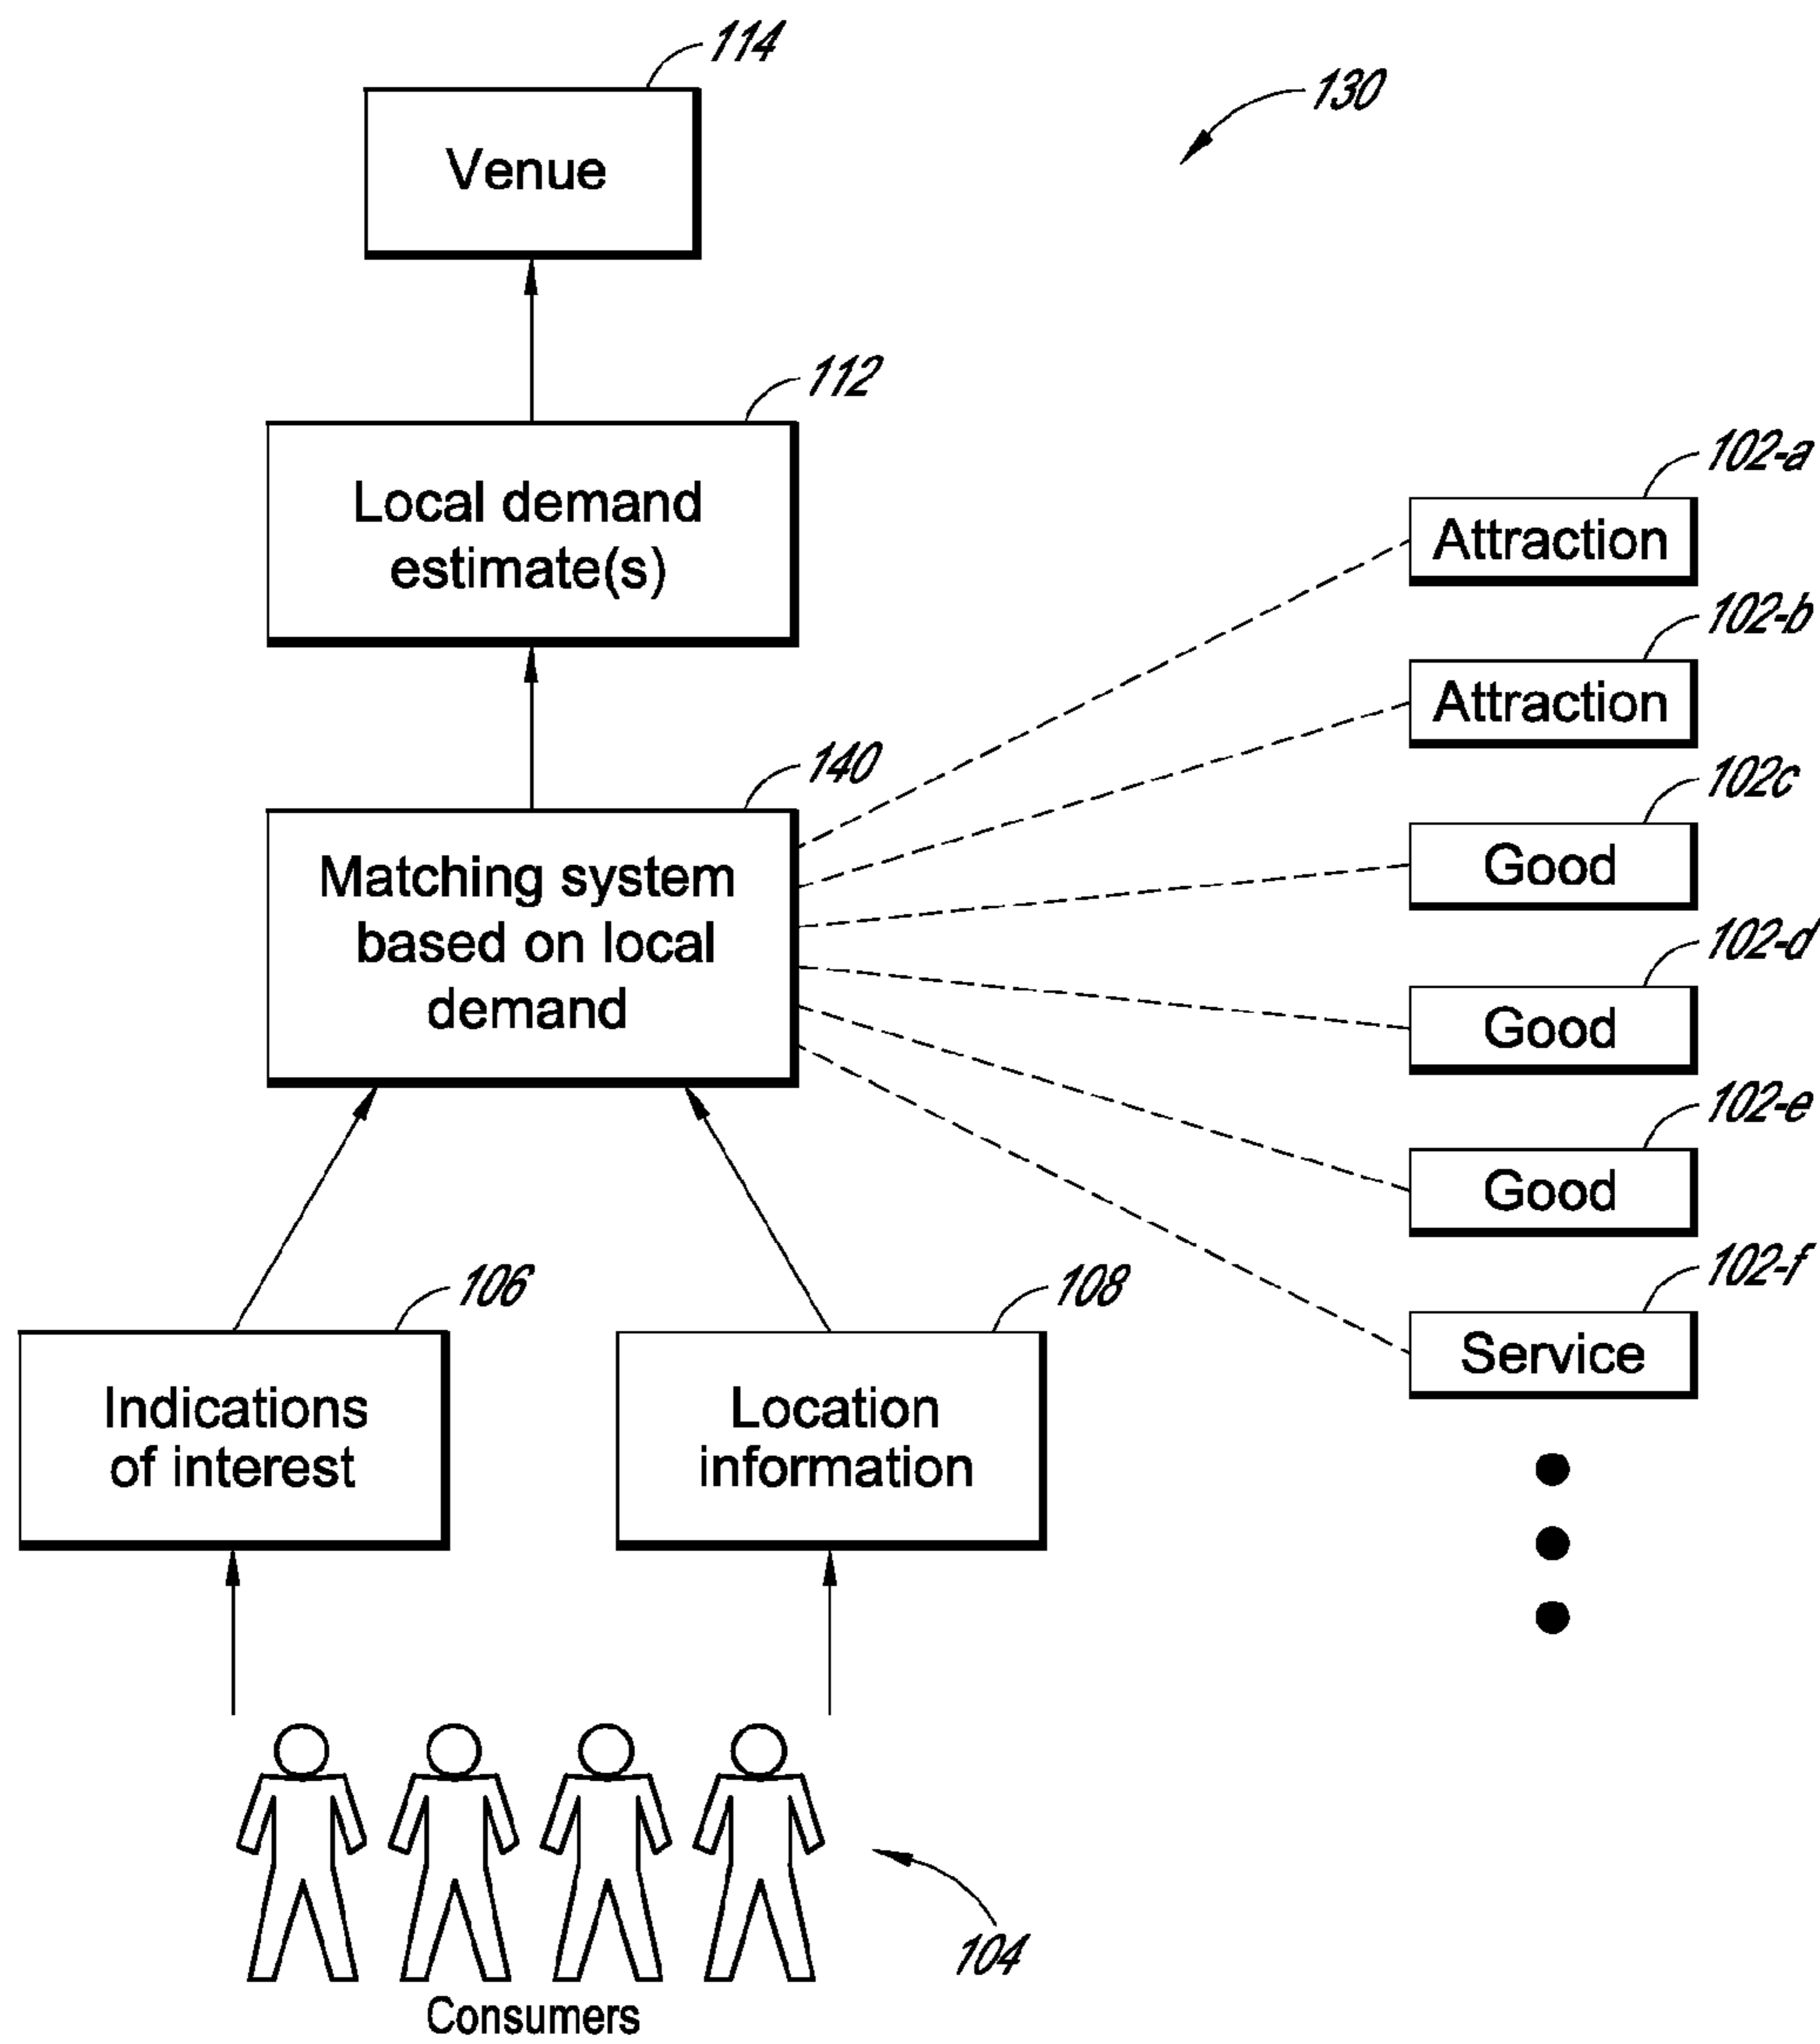 114
130
Venue
112
Local demand
estimate(s)
102-a
Attraction
102-b
Attraction
140
Matching system
based on local
demand
102c
Good
102-d
Good
102-e
Good
102-f
Service
106
Indications
of interest
108
Location
information
104
Consumers